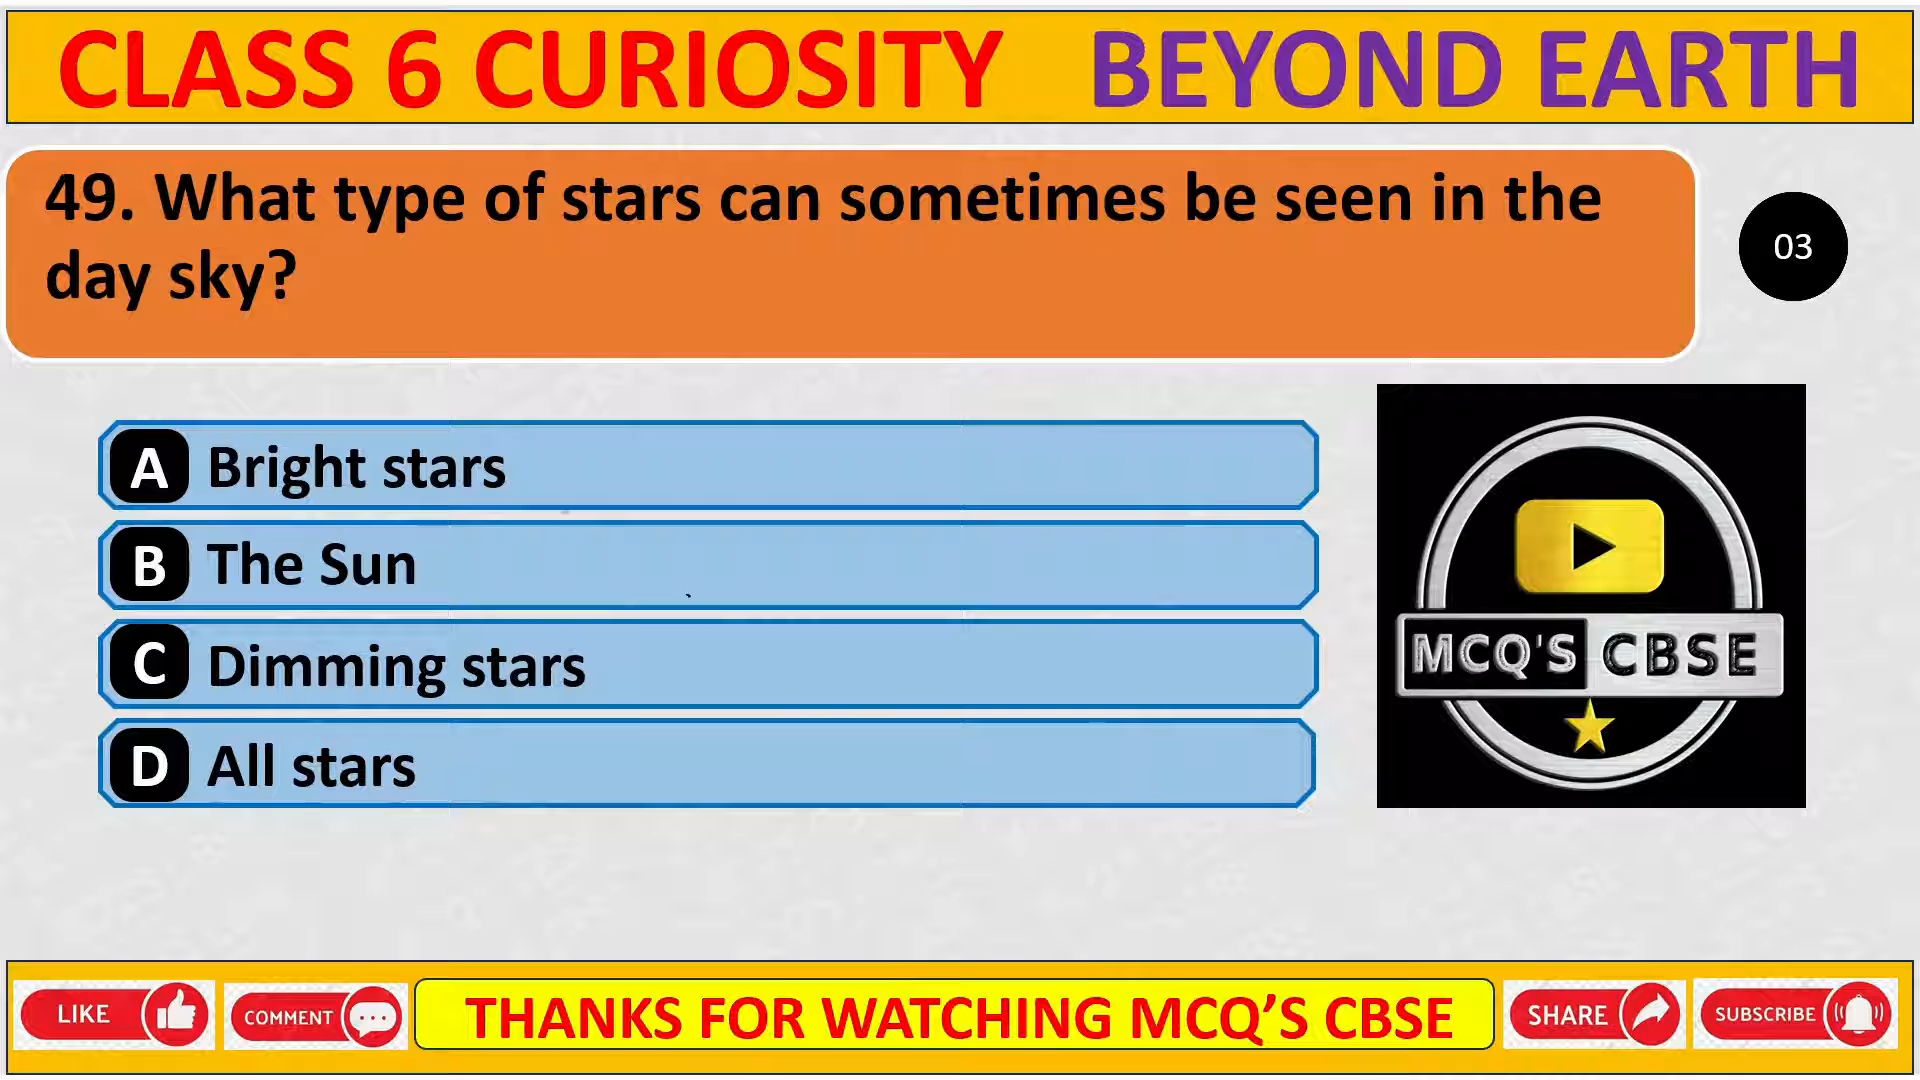 CLASS 6 CURIOSITY BEYOND EARTH
49. What type of stars can sometimes be seen in the
day sky?
03
A Bright stars
B The Sun
C Dimming stars
D All stars
MCQ'S CBSE
LIKE
COMMENT
THANKS FOR WATCHING MCQ’S CBSE
SHARE
SUBSCRIBE